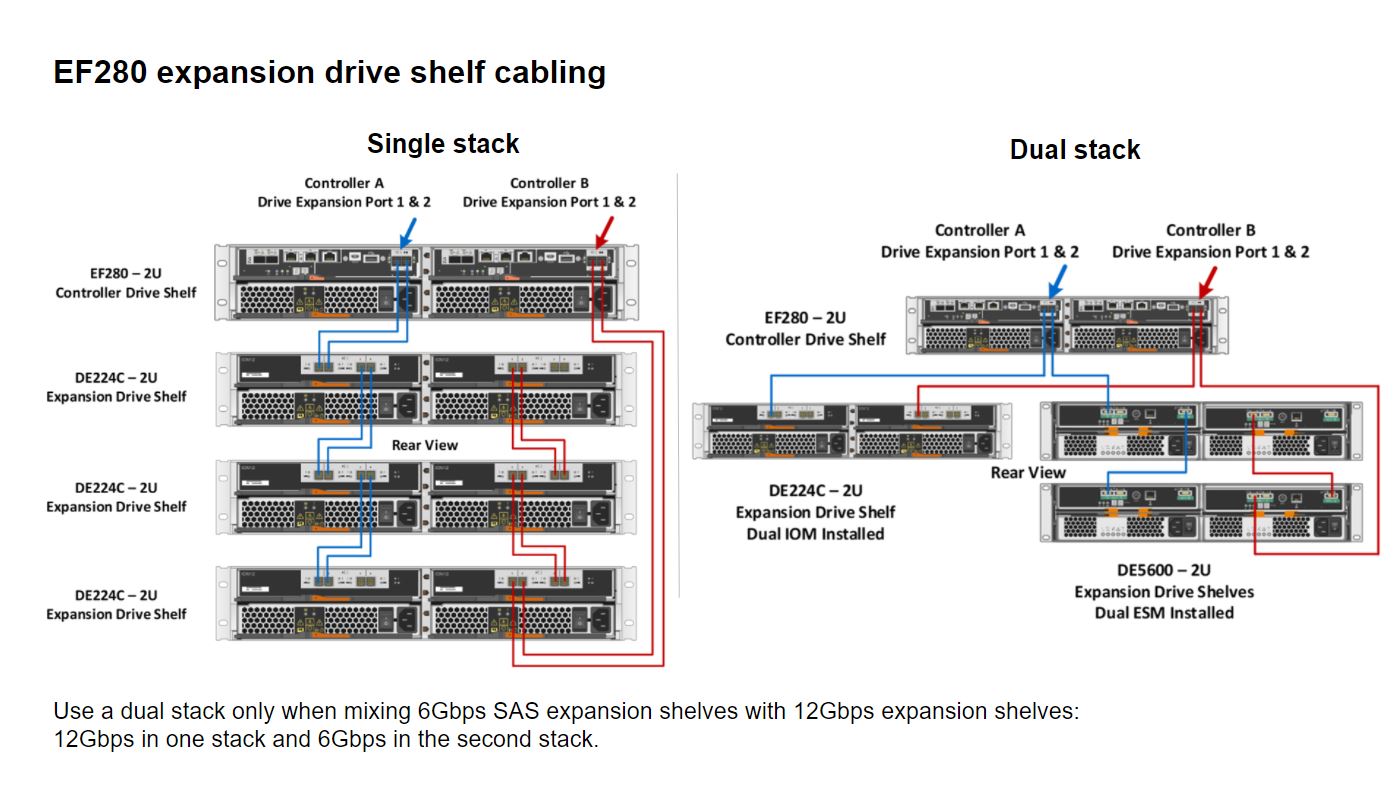 EF280 expansion drive shelf cabling
Single stack
Controller A
Drive Expansion Port 1 & 2
Controller B
Drive Expansion Port 1 & 2
EF280 – 2U
Controller Drive Shelf
DE224C – 2U
Expansion Drive Shelf
Rear View
DE224C – 2U
Expansion Drive Shelf
DE224C – 2U
Expansion Drive Shelf
Dual stack
Controller A
Drive Expansion Port 1 & 2
Controller B
Drive Expansion Port 1 & 2
EF280 – 2U
Controller Drive Shelf
Rear View
DE224C – 2U
Expansion Drive Shelf
Dual IOM Installed
DE5600 – 2U
Expansion Drive Shelves
Dual ESM Installed
Use a dual stack only when mixing 6Gbps SAS expansion shelves with 12Gbps expansion shelves:
12Gbps in one stack and 6Gbps in the second stack.